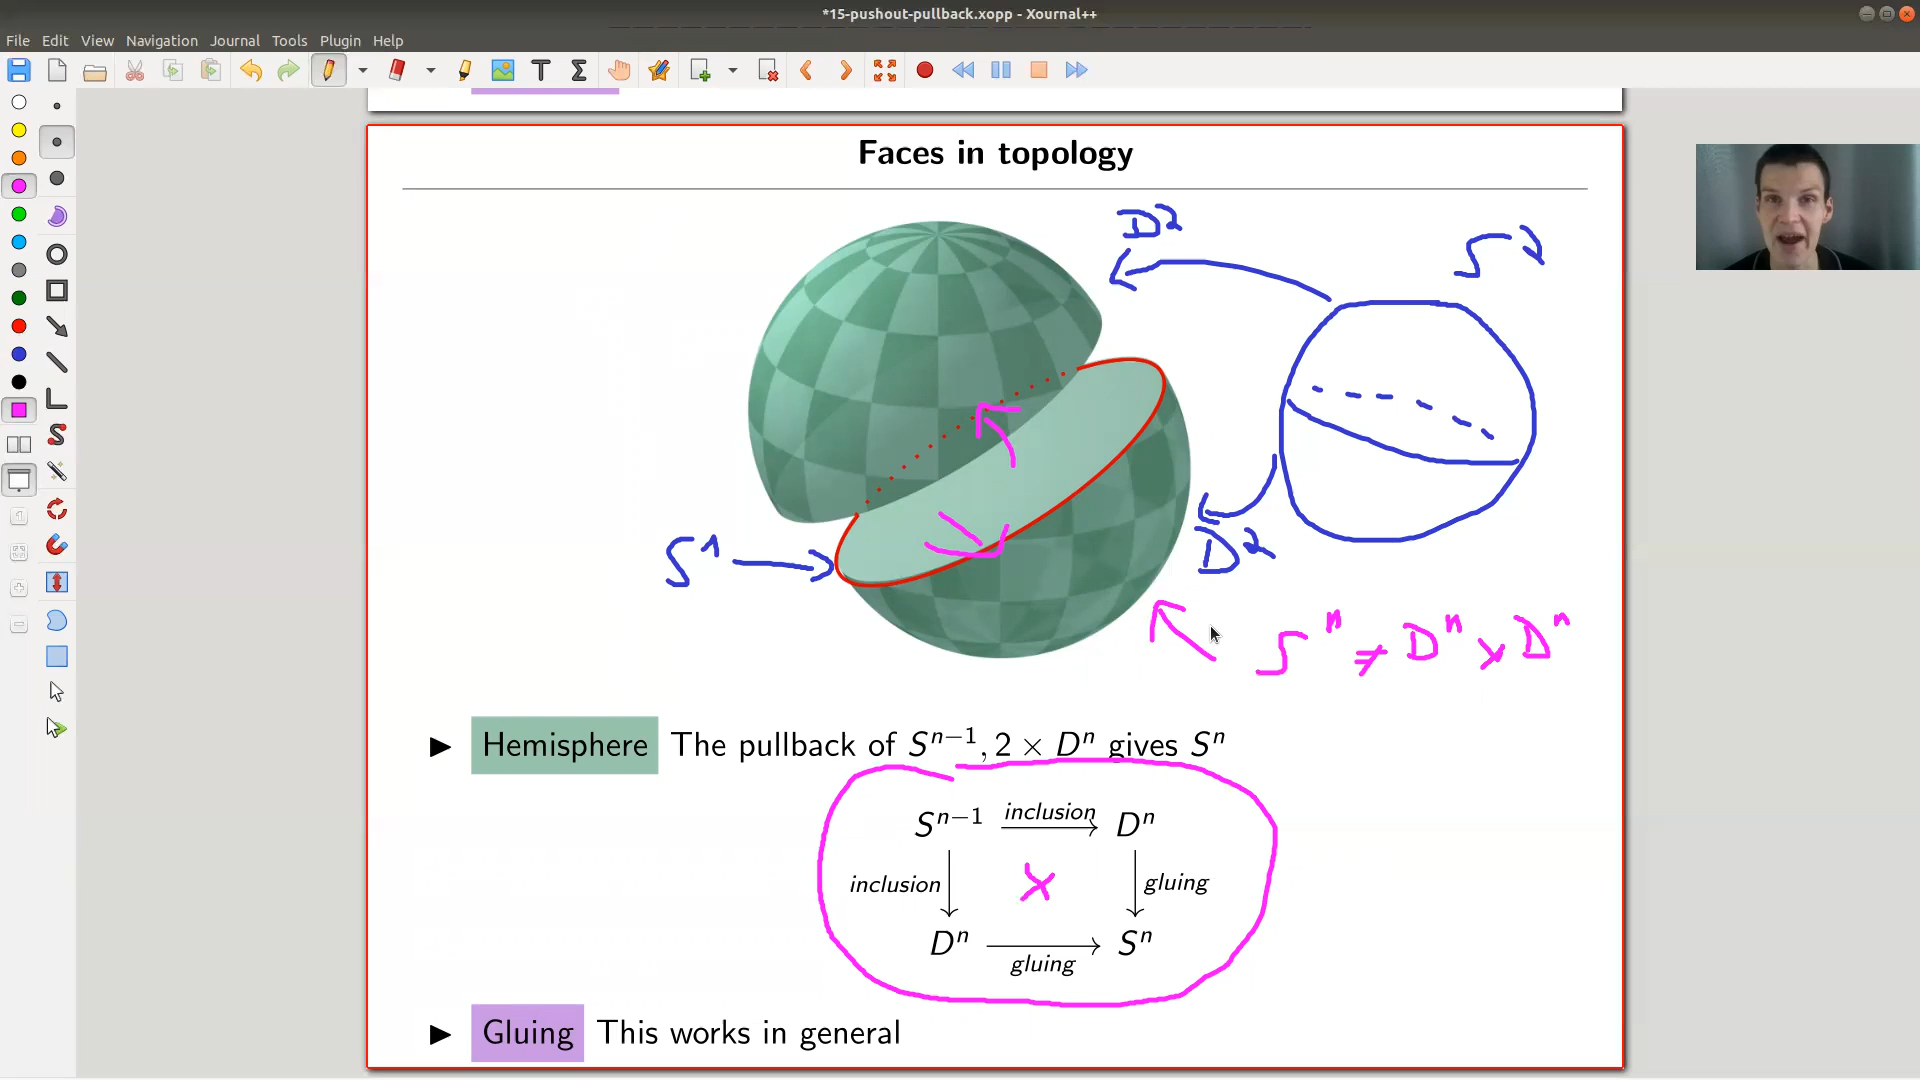 *15-pushout-pullback.xopp - Xournal++
File Edit View Navigation Journal Tools Plugin Help
Faces in topology
D²
S²
S¹
D²
Sⁿ ≠ Dⁿ × Dⁿ
► Hemisphere The pullback of Sⁿ⁻¹, 2 × Dⁿ gives Sⁿ
Sⁿ⁻¹ inclusion Dⁿ
inclusion × gluing
Dⁿ gluing Sⁿ
► Gluing This works in general